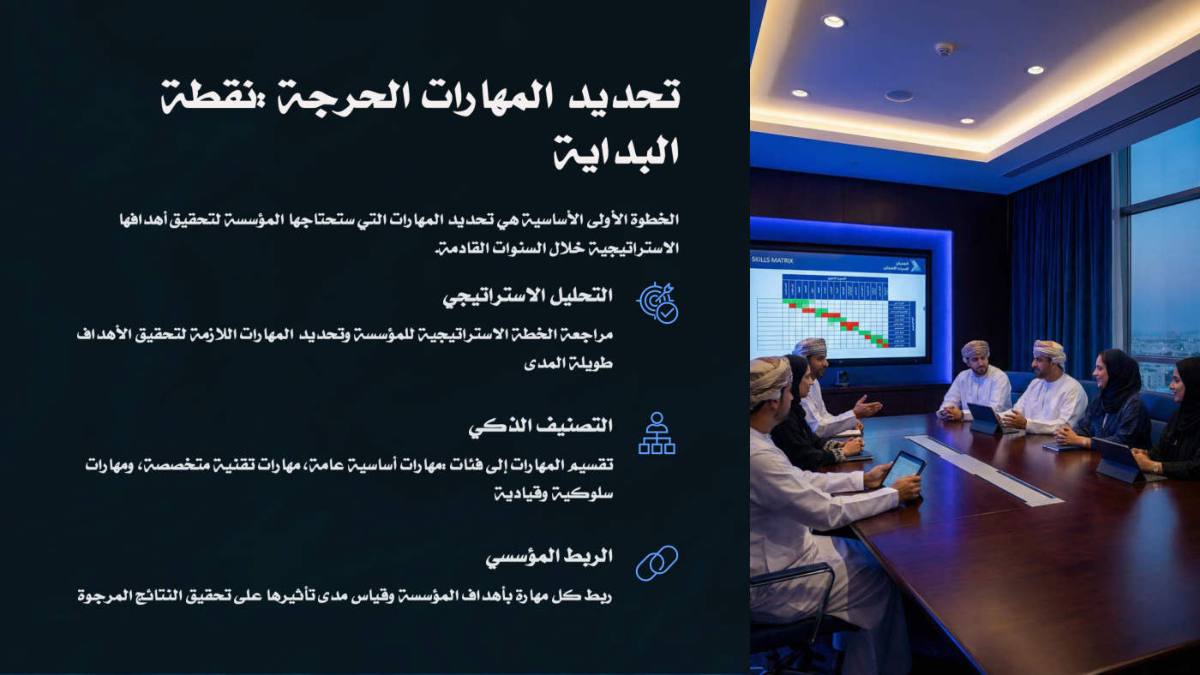 تحديد المهارات الحرجة :نقطة
البداية
الخطوة الأولى الأساسية هي تحديد المهارات التي ستحتاجها المؤسسة لتحقيق أهدافها
الاستراتيجية خلال السنوات القادمة.
التحليل الاستراتيجي
مراجعة الخطة الاستراتيجية للمؤسسة وتحديد المهارات اللازمة لتحقيق الأهداف
طويلة المدى
التصنيف الذكي
تقسيم المهارات إلى فئات :مهارات أساسية عامة، مهارات تقنية متخصصة، ومهارات
سلوكية وقيادية
الربط المؤسسي
ربط كل مهارة بأهداف المؤسسة وقياس مدى تأثيرها على تحقيق النتائج المرجوة
SKILLS MATRIX